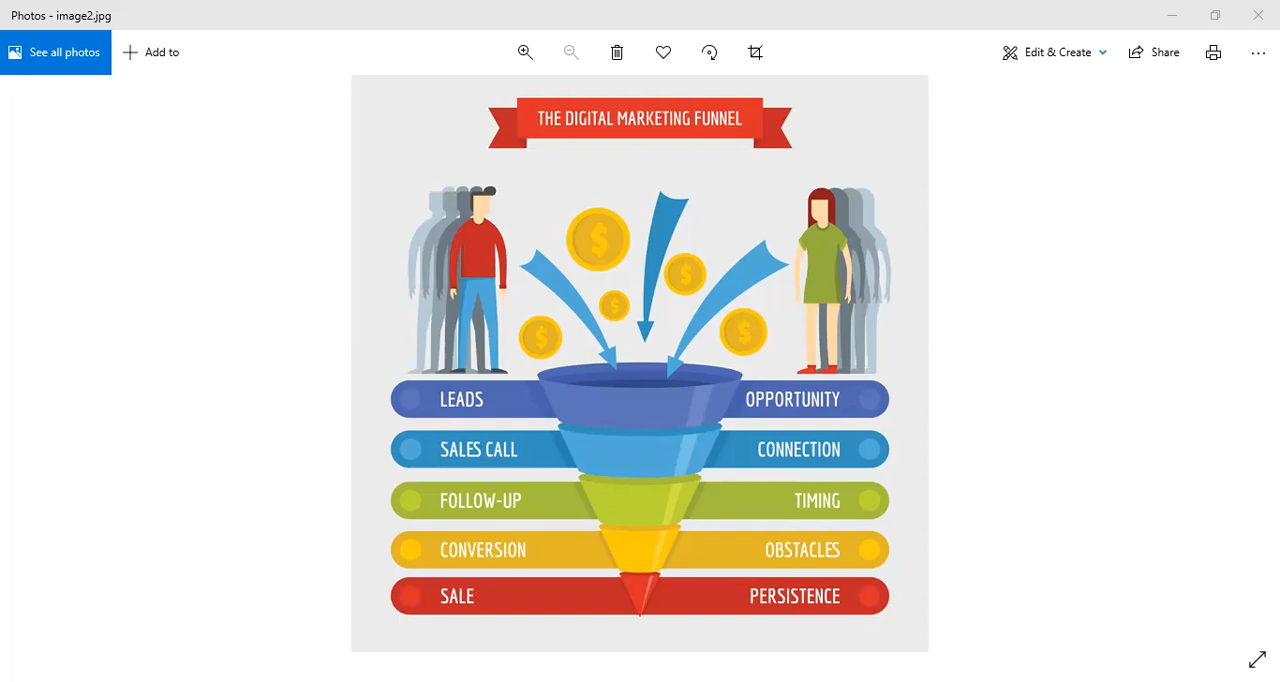 Photos - image2.jpg
See all photos
Add to
Edit & Create
Share
THE DIGITAL MARKETING FUNNEL
$
$
$
$
$
LEADS OPPORTUNITY
SALES CALL CONNECTION
FOLLOW-UP TIMING
CONVERSION OBSTACLES
SALE PERSISTENCE